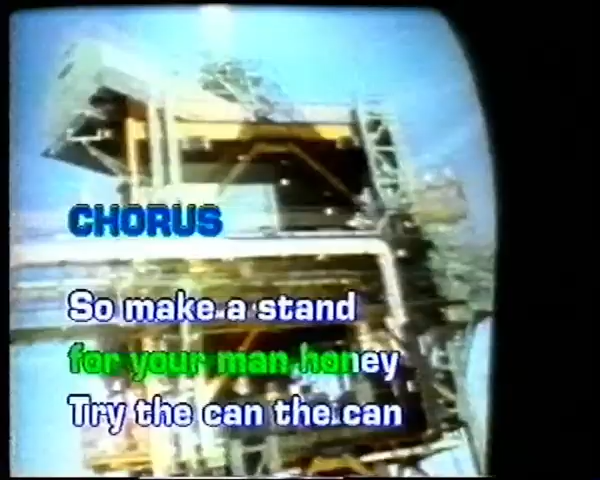 CHORUS
So make a stand
for your man honey
Try the can the can